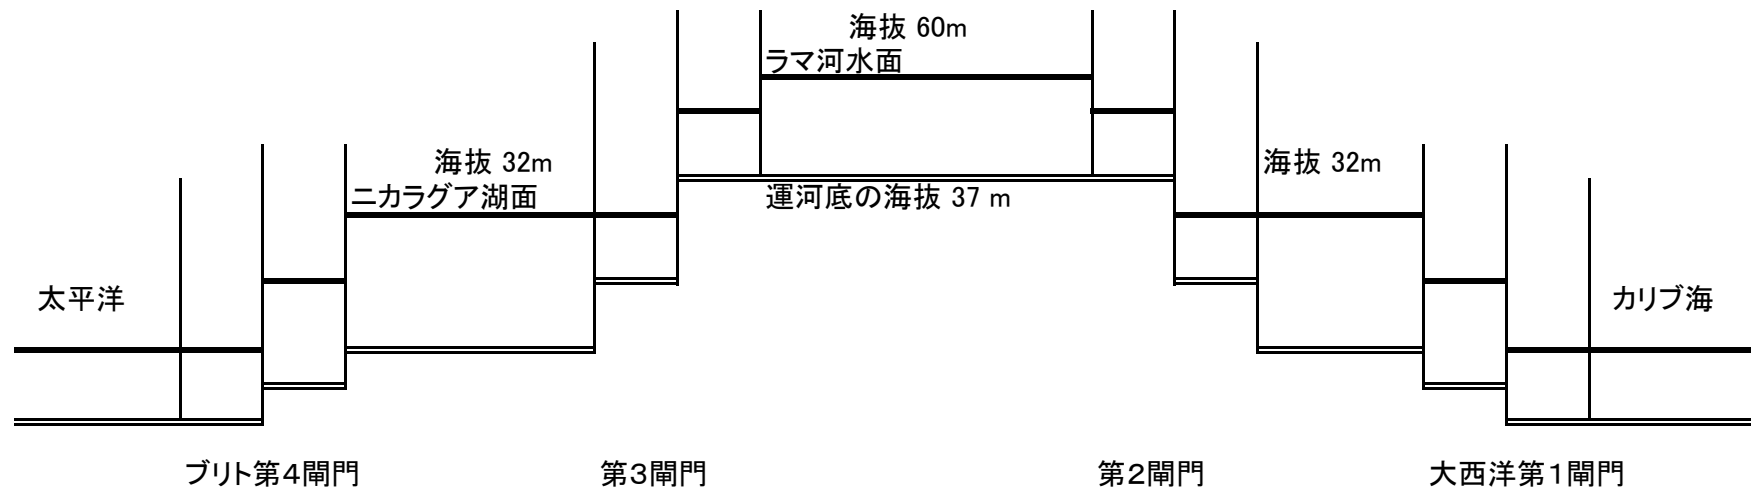 海抜 60m
ラマ河水面
海抜 32m
ニカラグア湖面
海抜 32m
運河底の海抜 37 m
太平洋
カリブ海
ブリト第４閘門
第３閘門
第２閘門
大西洋第１閘門